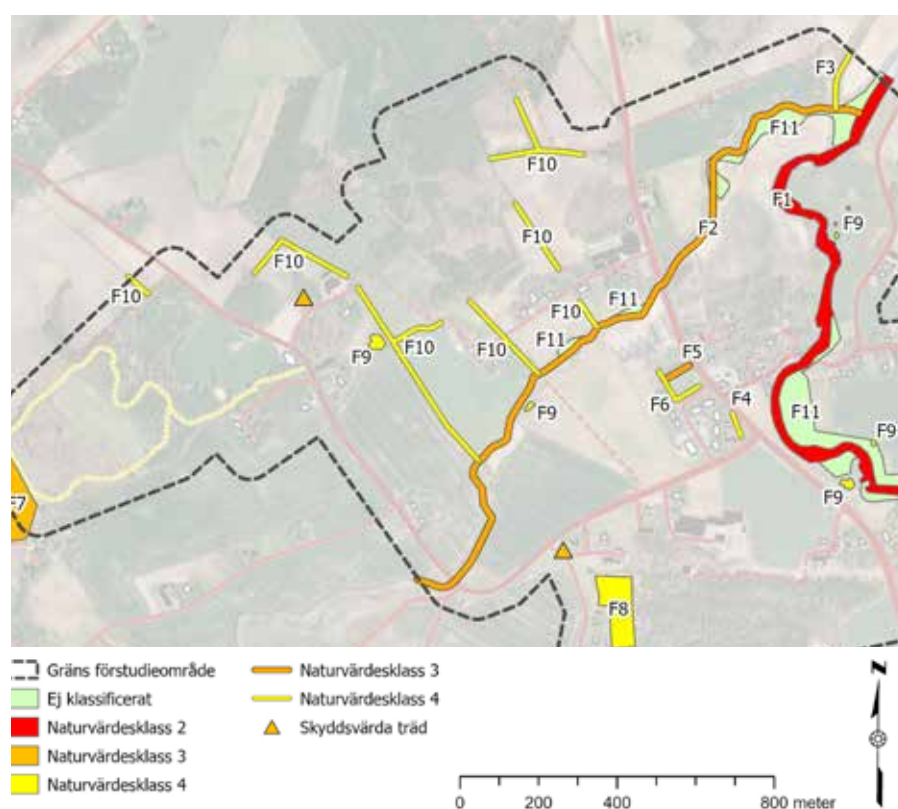 F3
F11
F10
F1
F9
F2
F10
F10
F10
F10
F11
F9
F10
F10
F11
F5
F9
F6
F4
F11
F9
F7
F9
F8
Gräns förstudieområde
Naturvärdesklass 3
Ej klassificerat
Naturvärdesklass 4
Naturvärdesklass 2
Skyddsvärda träd
Naturvärdesklass 3
Naturvärdesklass 4
N
0 200 400 800 meter